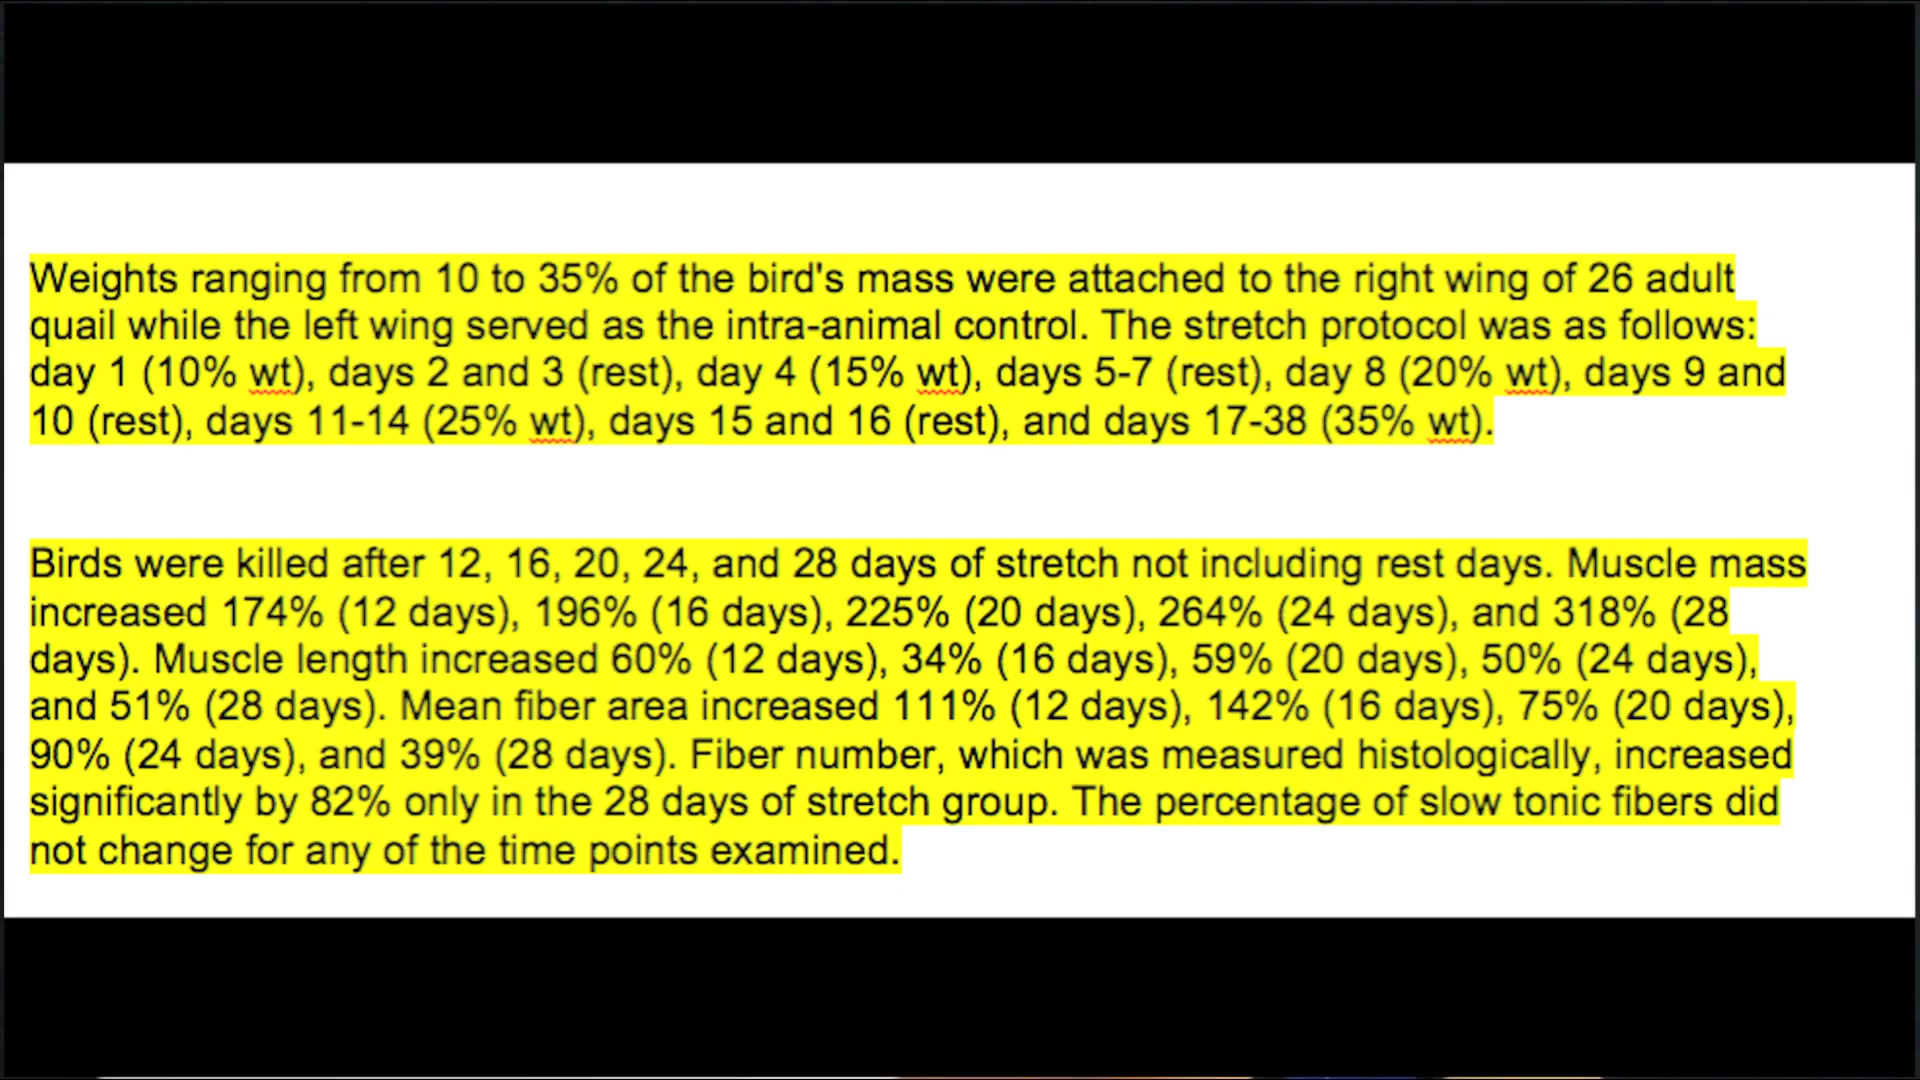 Weights ranging from 10 to 35% of the bird's mass were attached to the right wing of 26 adult
quail while the left wing served as the intra-animal control. The stretch protocol was as follows:
day 1 (10% wt), days 2 and 3 (rest), day 4 (15% wt), days 5-7 (rest), day 8 (20% wt), days 9 and
10 (rest), days 11-14 (25% wt), days 15 and 16 (rest), and days 17-38 (35% wt).
Birds were killed after 12, 16, 20, 24, and 28 days of stretch not including rest days. Muscle mass
increased 174% (12 days), 196% (16 days), 225% (20 days), 264% (24 days), and 318% (28
days). Muscle length increased 60% (12 days), 34% (16 days), 59% (20 days), 50% (24 days),
and 51% (28 days). Mean fiber area increased 111% (12 days), 142% (16 days), 75% (20 days),
90% (24 days), and 39% (28 days). Fiber number, which was measured histologically, increased
significantly by 82% only in the 28 days of stretch group. The percentage of slow tonic fibers did
not change for any of the time points examined.